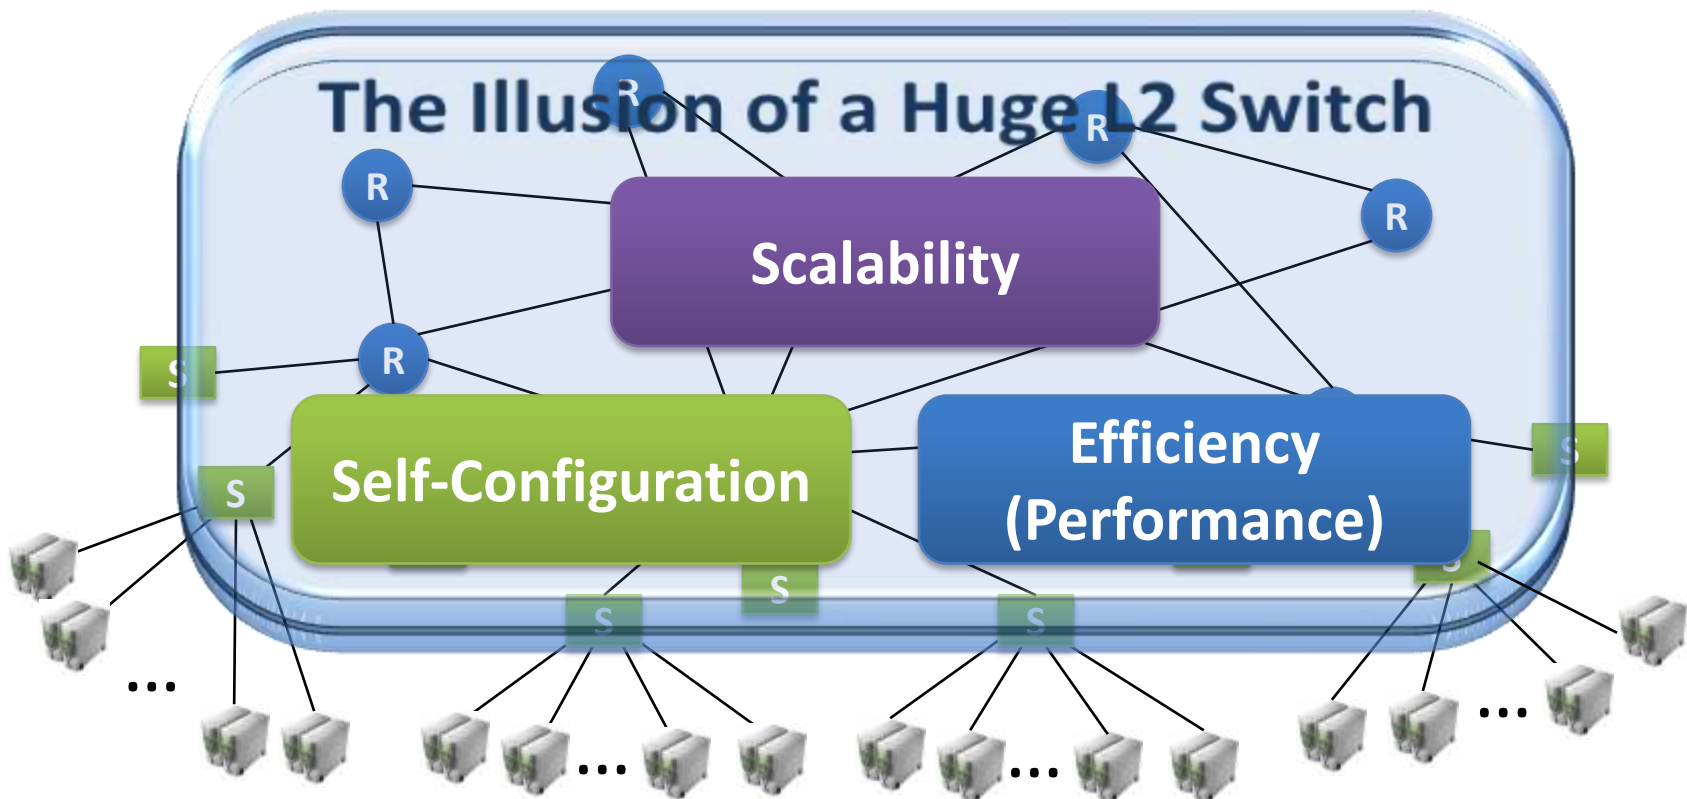 The Illusion of a Huge L2 Switch
R
R
R
R
Scalability
R
S
S
Self-Configuration
Efficiency
(Performance)
S
S
S
S
S
S
...
...
...
...